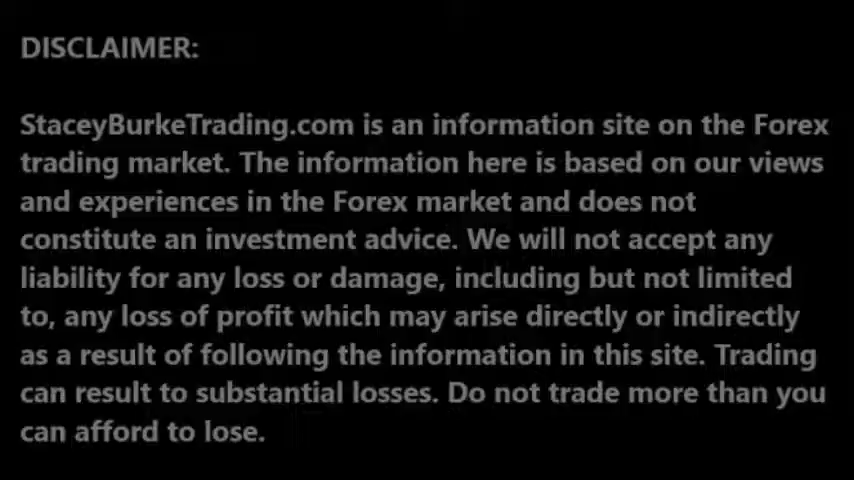 DISCLAIMER:
StaceyBurkeTrading.com is an information site on the Forex
trading market. The information here is based on our views
and experiences in the Forex market and does not
constitute an investment advice. We will not accept any
liability for any loss or damage, including but not limited
to, any loss of profit which may arise directly or indirectly
as a result of following the information in this site. Trading
can result to substantial losses. Do not trade more than you
can afford to lose.